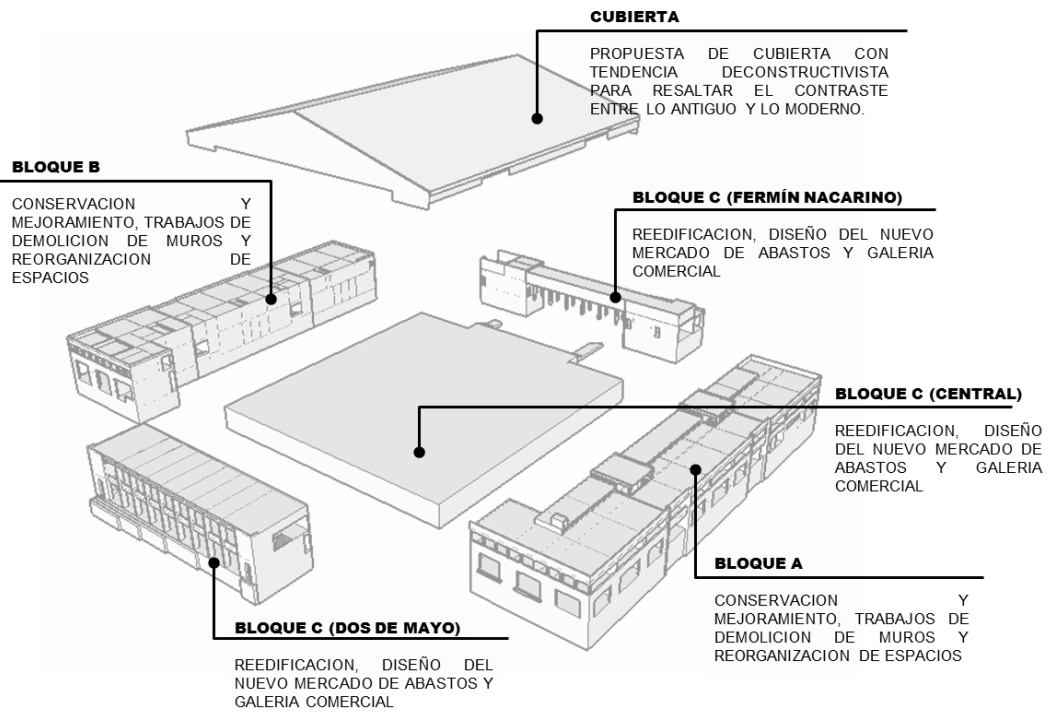 CUBIERTA
PROPUESTA DE CUBIERTA CON
TENDENCIA DECONSTRUCTIVISTA
PARA RESALTAR EL CONTRASTE
ENTRE LO ANTIGUO Y LO MODERNO.
BLOQUE B
CONSERVACION Y
MEJORAMIENTO, TRABAJOS DE
DEMOLICION DE MUROS Y
REORGANIZACION DE
ESPACIOS
BLOQUE C (FERMÍN NACARINO)
REEDIFICACION, DISEÑO DEL NUEVO
MERCADO DE ABASTOS Y GALERIA
COMERCIAL
BLOQUE C (CENTRAL)
REEDIFICACION, DISEÑO
DEL NUEVO MERCADO DE
ABASTOS Y GALERIA
COMERCIAL
BLOQUE A
CONSERVACION Y
MEJORAMIENTO, TRABAJOS DE
DEMOLICION DE MUROS Y
REORGANIZACION DE ESPACIOS
BLOQUE C (DOS DE MAYO)
REEDIFICACION, DISEÑO DEL
NUEVO MERCADO DE ABASTOS Y
GALERIA COMERCIAL